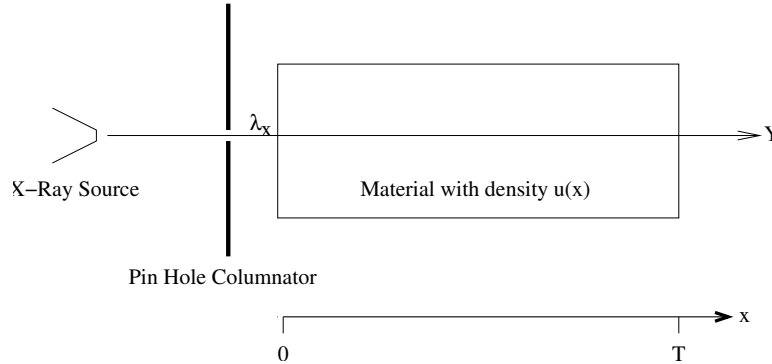 λx
Y
X−Ray Source
Material with density u(x)
Pin Hole Columnator
x
0
T